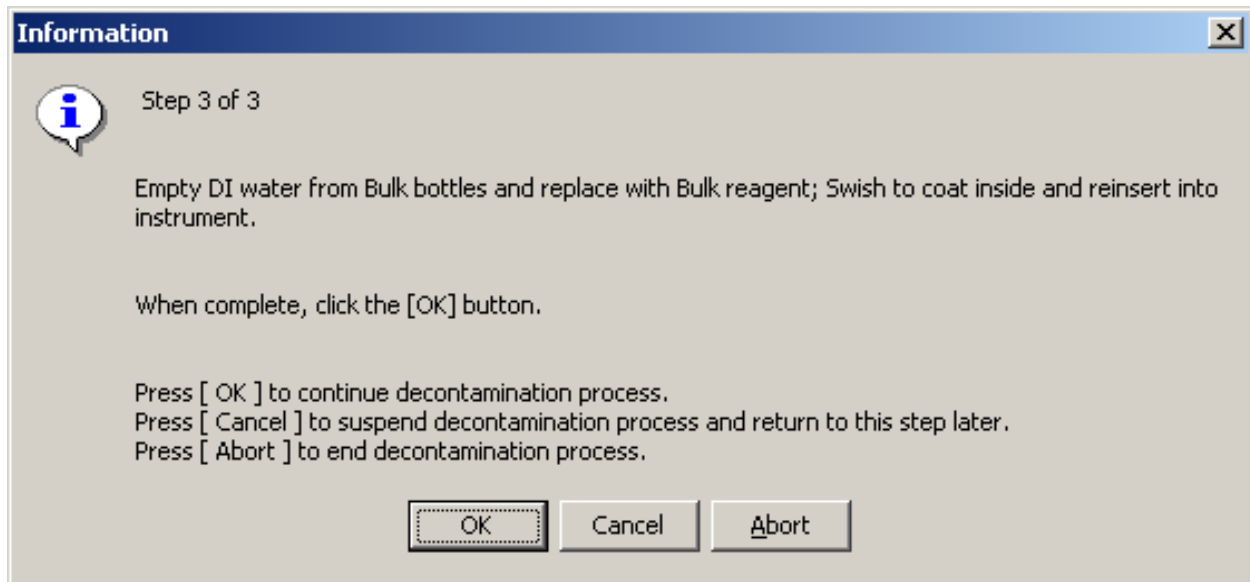 Information
Step 3 of 3
Empty DI water from Bulk bottles and replace with Bulk reagent; Swish to coat inside and reinsert into
instrument.
When complete, click the [OK] button.
Press [ OK ] to continue decontamination process.
Press [ Cancel ] to suspend decontamination process and return to this step later.
Press [ Abort ] to end decontamination process.
OK Cancel Abort